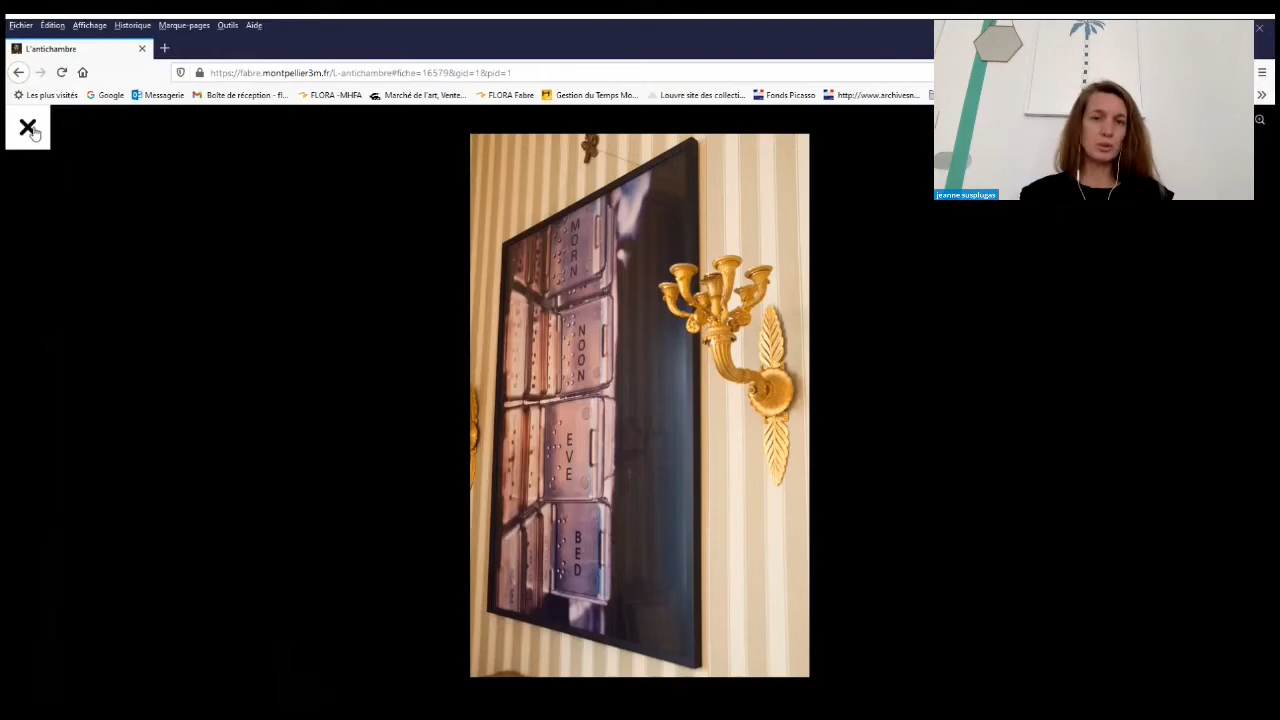 Fichier Édition Affichage Historique Marque-pages Outils Aide
L'antichambre
https://fabre.montpellier3m.fr/L-antichambre#fiche=16579&gid=1&pid=1
Les plus visités Google Messagerie Boîte de réception - fl... FLORA -MHFA Marché de l'art, Vente... FLORA Fabre Gestion du Temps Mo... Louvre site des collecti... Fonds Picasso http://www.archivesn...
jeanne susplugas
MORN
NOON
EVE
BED